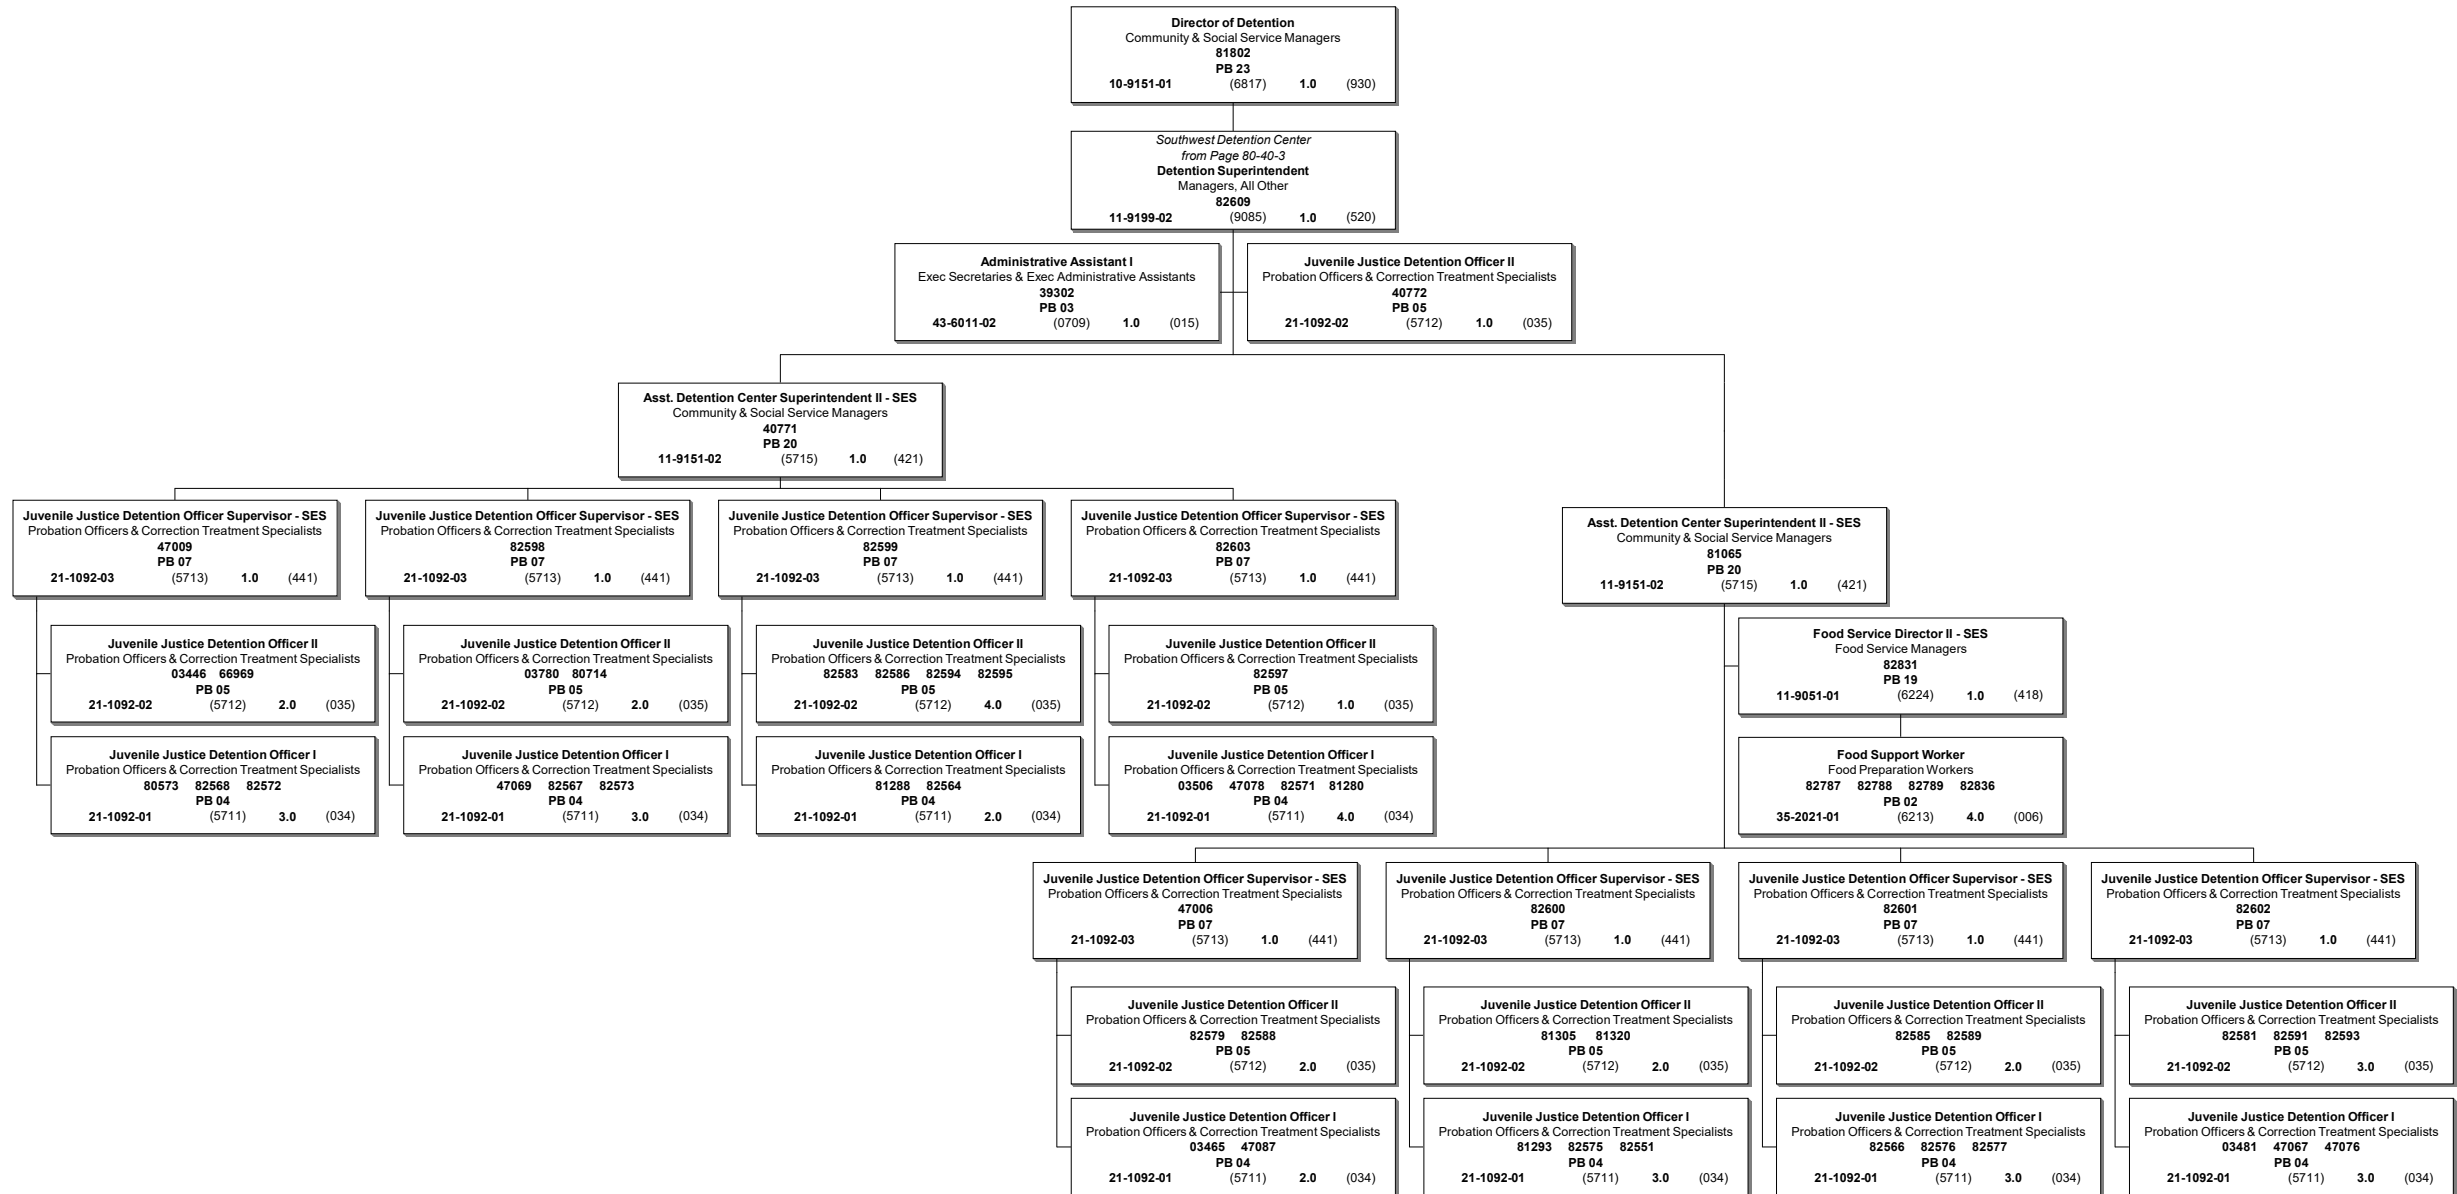 Director of Detention
Community & Social Service Managers
81802
PB 23
10-9151-01 (6817) 1.0 (930)
Southwest Detention Center
from Page 80-40-3
Detention Superintendent
Managers, All Other
82609
11-9199-02 (9085) 1.0 (520)
Administrative Assistant I
Exec Secretaries & Exec Administrative Assistants
39302
PB 03
43-6011-02 (0709) 1.0 (015)
Juvenile Justice Detention Officer II
Probation Officers & Correction Treatment Specialists
40772
PB 05
21-1092-02 (5712) 1.0 (035)
Asst. Detention Center Superintendent II - SES
Community & Social Service Managers
40771
PB 20
11-9151-02 (5715) 1.0 (421)
Juvenile Justice Detention Officer Supervisor - SES
Probation Officers & Correction Treatment Specialists
47009
PB 07
21-1092-03 (5713) 1.0 (441)
Juvenile Justice Detention Officer Supervisor - SES
Probation Officers & Correction Treatment Specialists
82598
PB 07
21-1092-03 (5713) 1.0 (441)
Juvenile Justice Detention Officer Supervisor - SES
Probation Officers & Correction Treatment Specialists
82599
PB 07
21-1092-03 (5713) 1.0 (441)
Juvenile Justice Detention Officer Supervisor - SES
Probation Officers & Correction Treatment Specialists
82603
PB 07
21-1092-03 (5713) 1.0 (441)
Asst. Detention Center Superintendent II - SES
Community & Social Service Managers
81065
PB 20
11-9151-02 (5715) 1.0 (421)
Juvenile Justice Detention Officer II
Probation Officers & Correction Treatment Specialists
03446 66969
PB 05
21-1092-02 (5712) 2.0 (035)
Juvenile Justice Detention Officer II
Probation Officers & Correction Treatment Specialists
03780 80714
PB 05
21-1092-02 (5712) 2.0 (035)
Juvenile Justice Detention Officer II
Probation Officers & Correction Treatment Specialists
82583 82586 82594 82595
PB 05
21-1092-02 (5712) 4.0 (035)
Juvenile Justice Detention Officer II
Probation Officers & Correction Treatment Specialists
82597
PB 05
21-1092-02 (5712) 1.0 (035)
Food Service Director II - SES
Food Service Managers
82831
PB 19
11-9051-01 (6224) 1.0 (418)
Juvenile Justice Detention Officer I
Probation Officers & Correction Treatment Specialists
80573 82568 82572
PB 04
21-1092-01 (5711) 3.0 (034)
Juvenile Justice Detention Officer I
Probation Officers & Correction Treatment Specialists
47069 82567 82573
PB 04
21-1092-01 (5711) 3.0 (034)
Juvenile Justice Detention Officer I
Probation Officers & Correction Treatment Specialists
81288 82564
PB 04
21-1092-01 (5711) 2.0 (034)
Juvenile Justice Detention Officer I
Probation Officers & Correction Treatment Specialists
03506 47078 82571 81280
PB 04
21-1092-01 (5711) 4.0 (034)
Food Support Worker
Food Preparation Workers
82787 82788 82789 82836
PB 02
35-2021-01 (6213) 4.0 (006)
Juvenile Justice Detention Officer Supervisor - SES
Probation Officers & Correction Treatment Specialists
47006
PB 07
21-1092-03 (5713) 1.0 (441)
Juvenile Justice Detention Officer Supervisor - SES
Probation Officers & Correction Treatment Specialists
82600
PB 07
21-1092-03 (5713) 1.0 (441)
Juvenile Justice Detention Officer Supervisor - SES
Probation Officers & Correction Treatment Specialists
82601
PB 07
21-1092-03 (5713) 1.0 (441)
Juvenile Justice Detention Officer Supervisor - SES
Probation Officers & Correction Treatment Specialists
82602
PB 07
21-1092-03 (5713) 1.0 (441)
Juvenile Justice Detention Officer II
Probation Officers & Correction Treatment Specialists
82579 82588
PB 05
21-1092-02 (5712) 2.0 (035)
Juvenile Justice Detention Officer II
Probation Officers & Correction Treatment Specialists
81305 81320
PB 05
21-1092-02 (5712) 2.0 (035)
Juvenile Justice Detention Officer II
Probation Officers & Correction Treatment Specialists
82585 82589
PB 05
21-1092-02 (5712) 2.0 (035)
Juvenile Justice Detention Officer II
Probation Officers & Correction Treatment Specialists
82581 82591 82593
PB 05
21-1092-02 (5712) 3.0 (035)
Juvenile Justice Detention Officer I
Probation Officers & Correction Treatment Specialists
03465 47087
PB 04
21-1092-01 (5711) 2.0 (034)
Juvenile Justice Detention Officer I
Probation Officers & Correction Treatment Specialists
81293 82575 82551
PB 04
21-1092-01 (5711) 3.0 (034)
Juvenile Justice Detention Officer I
Probation Officers & Correction Treatment Specialists
82566 82576 82577
PB 04
21-1092-01 (5711) 3.0 (034)
Juvenile Justice Detention Officer I
Probation Officers & Correction Treatment Specialists
03481 47067 47076
PB 04
21-1092-01 (5711) 3.0 (034)